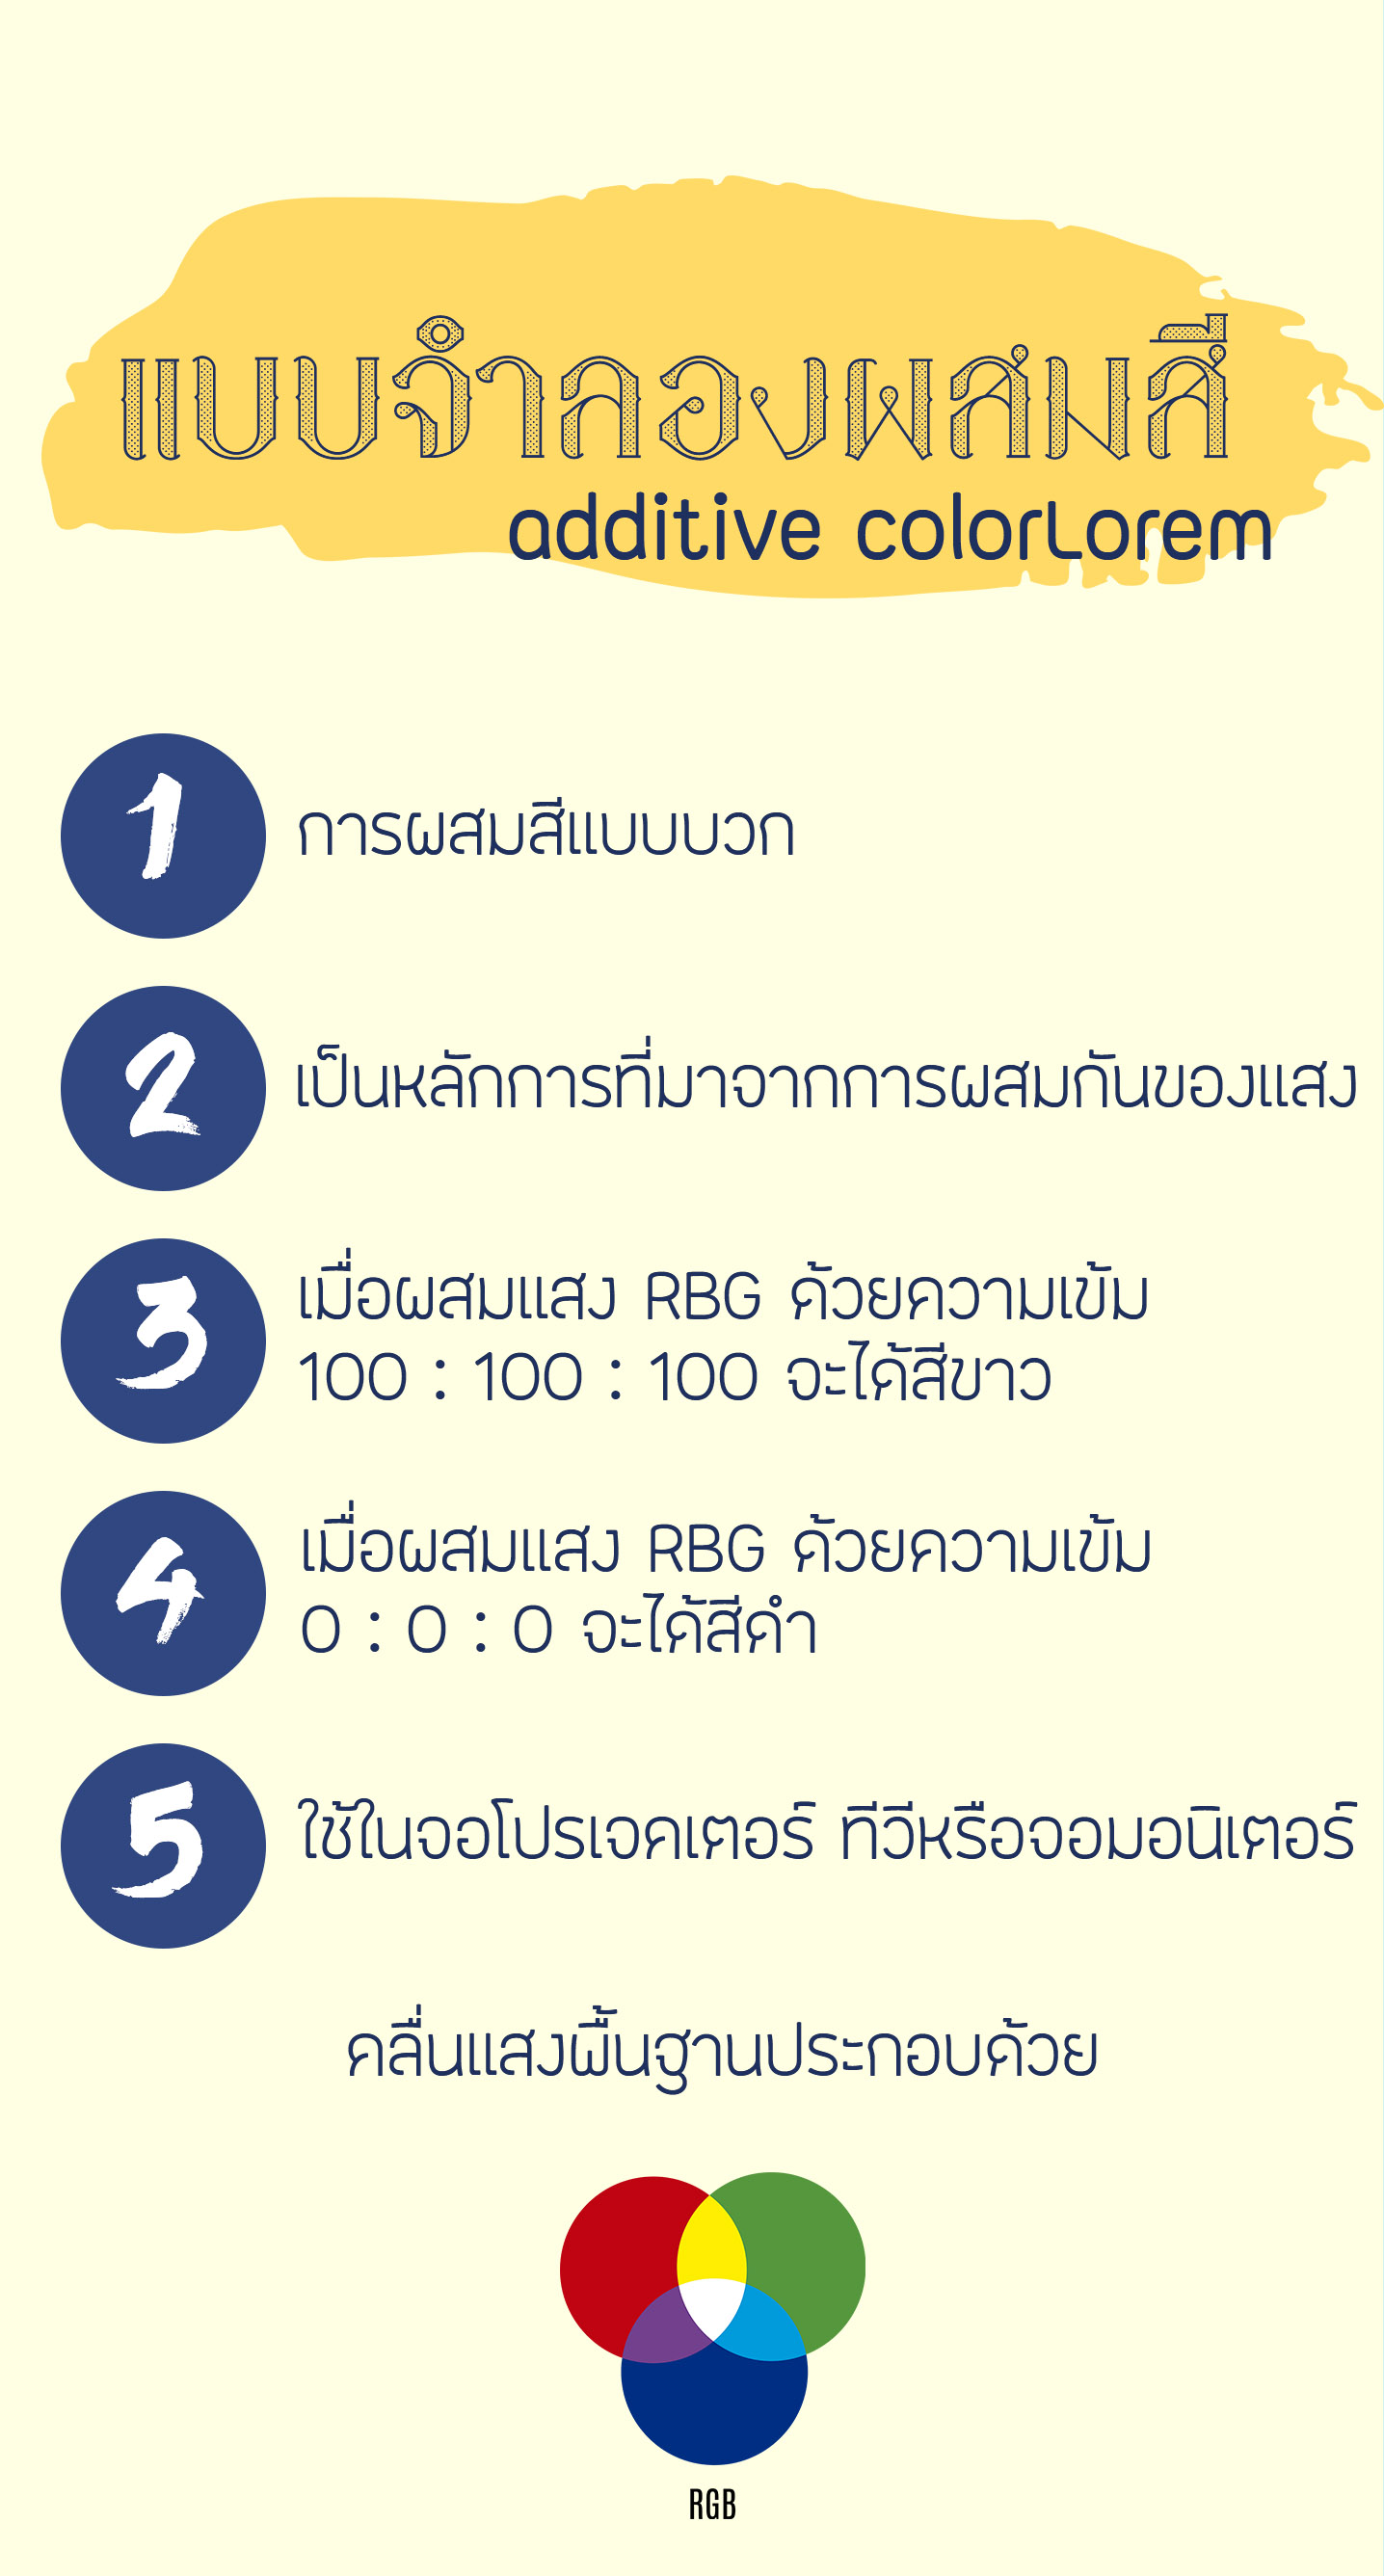 แบบจำลองผสมสี
additive colorLorem
1
การผสมสีแบบบวก
2
เป็นหลักการที่มาจากการผสมกันของแสง
3
เมื่อผสมแสง RBG ด้วยความเข้ม
100 : 100 : 100 จะได้สีขาว
4
เมื่อผสมแสง RBG ด้วยความเข้ม
0 : 0 : 0 จะได้สีดำ
5
ใช้ในจอโปรเจคเตอร์ ทีวีหรือจอมอนิเตอร์
คลื่นแสงพื้นฐานประกอบด้วย
RGB